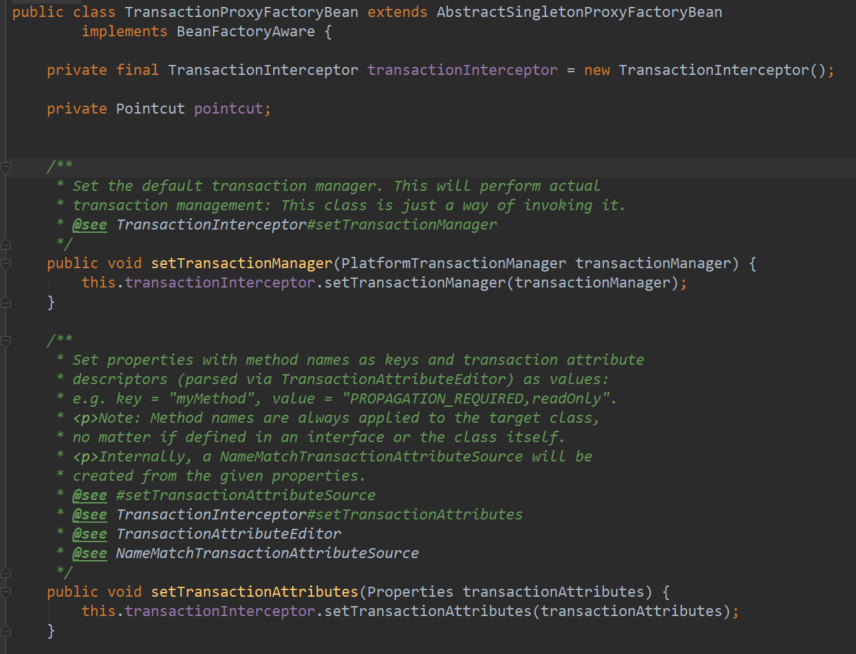 public class TransactionProxyFactoryBean extends AbstractSingletonProxyFactoryBean
implements BeanFactoryAware {
private final TransactionInterceptor transactionInterceptor = new TransactionInterceptor();
private Pointcut pointcut;
/**
* Set the default transaction manager. This will perform actual
* transaction management: This class is just a way of invoking it.
* @see TransactionInterceptor#setTransactionManager
*/
public void setTransactionManager(PlatformTransactionManager transactionManager) {
this.transactionInterceptor.setTransactionManager(transactionManager);
}
/**
* Set properties with method names as keys and transaction attribute
* descriptors (parsed via TransactionAttributeEditor) as values:
* e.g. key = "myMethod", value = "PROPAGATION_REQUIRED,readOnly".
* <p>Note: Method names are always applied to the target class,
* no matter if defined in an interface or the class itself.
* <p>Internally, a NameMatchTransactionAttributeSource will be
* created from the given properties.
* @see #setTransactionAttributeSource
* @see TransactionInterceptor#setTransactionAttributes
* @see TransactionAttributeEditor
* @see NameMatchTransactionAttributeSource
*/
public void setTransactionAttributes(Properties transactionAttributes) {
this.transactionInterceptor.setTransactionAttributes(transactionAttributes);
}